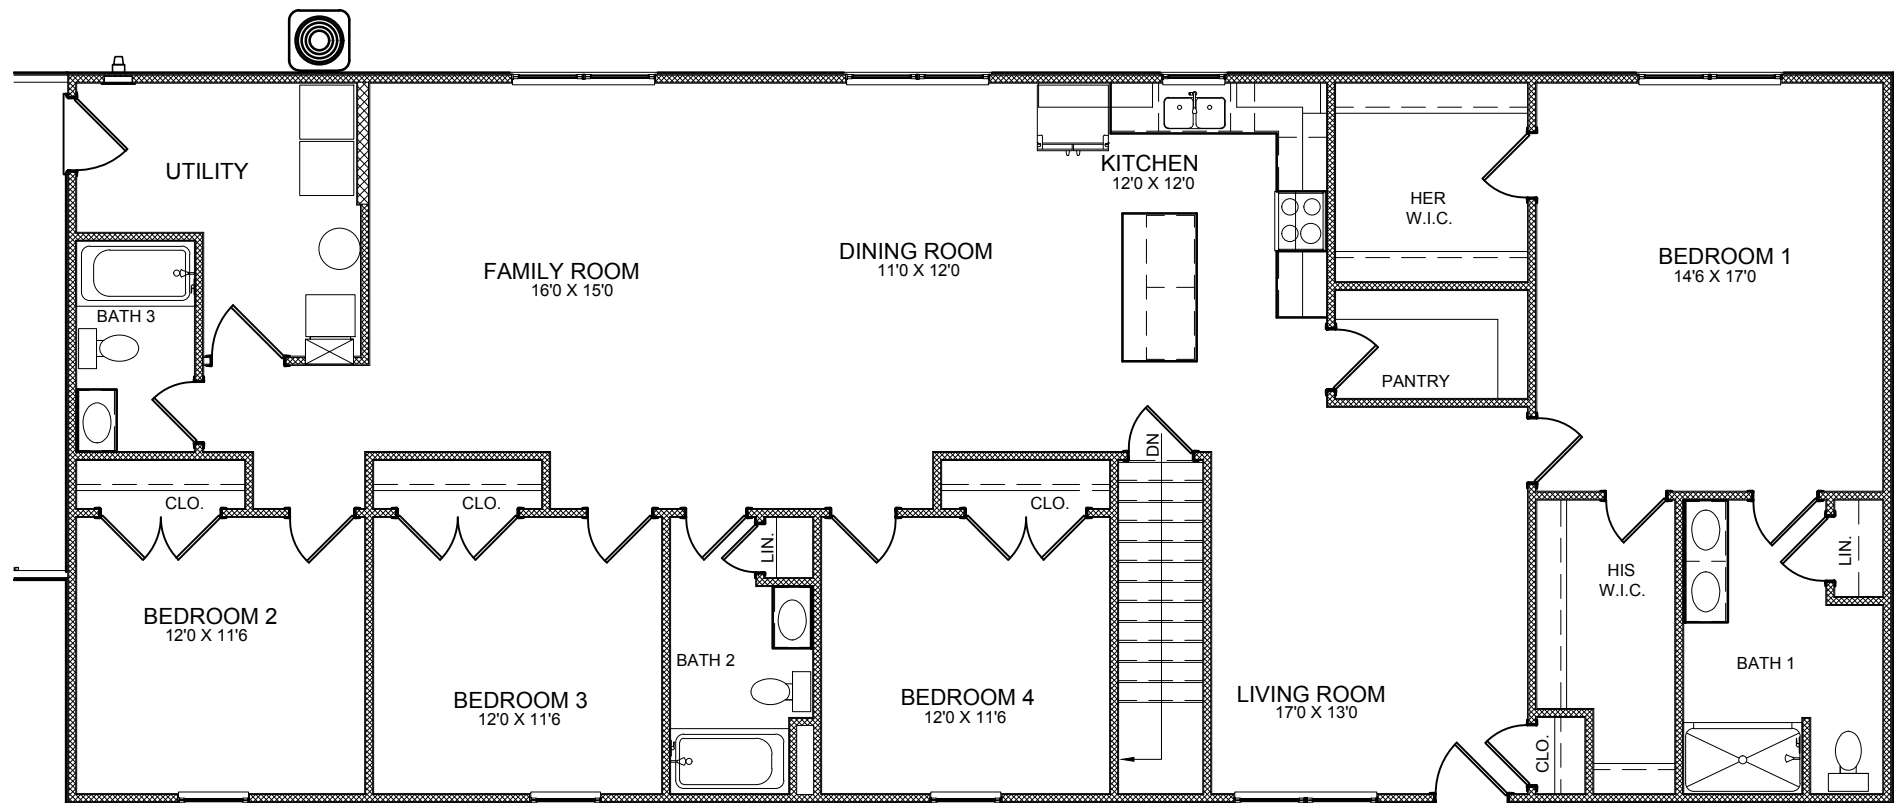 UTILITY
BATH 3
FAMILY ROOM
16'0 X 15'0
DINING ROOM
11'0 X 12'0
KITCHEN
12'0 X 12'0
HER
W.I.C.
BEDROOM 1
14'6 X 17'0
PANTRY
DN
CLO.
CLO.
CLO.
LIN.
LIN.
HIS
W.I.C.
BEDROOM 2
12'0 X 11'6
BEDROOM 3
12'0 X 11'6
BATH 2
BEDROOM 4
12'0 X 11'6
LIVING ROOM
17'0 X 13'0
BATH 1
CLO.